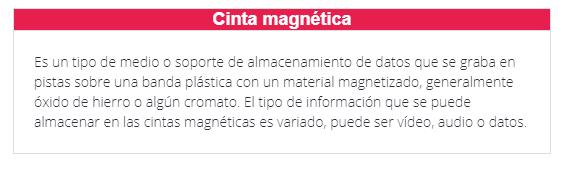 Cinta magnética
Es un tipo de medio o soporte de almacenamiento de datos que se graba en
pistas sobre una banda plástica con un material magnetizado, generalmente
óxido de hierro o algún cromato. El tipo de información que se puede
almacenar en las cintas magnéticas es variado, puede ser vídeo, audio o datos.